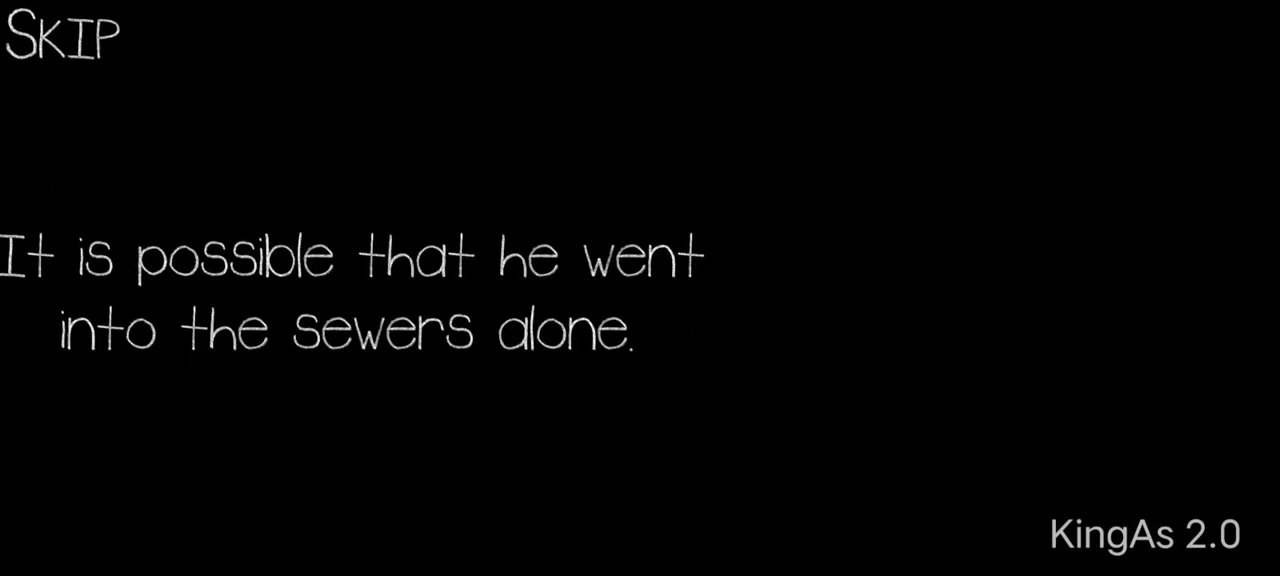 Skip
It is possible that he went
into the sewers alone.
KingAs 2.0